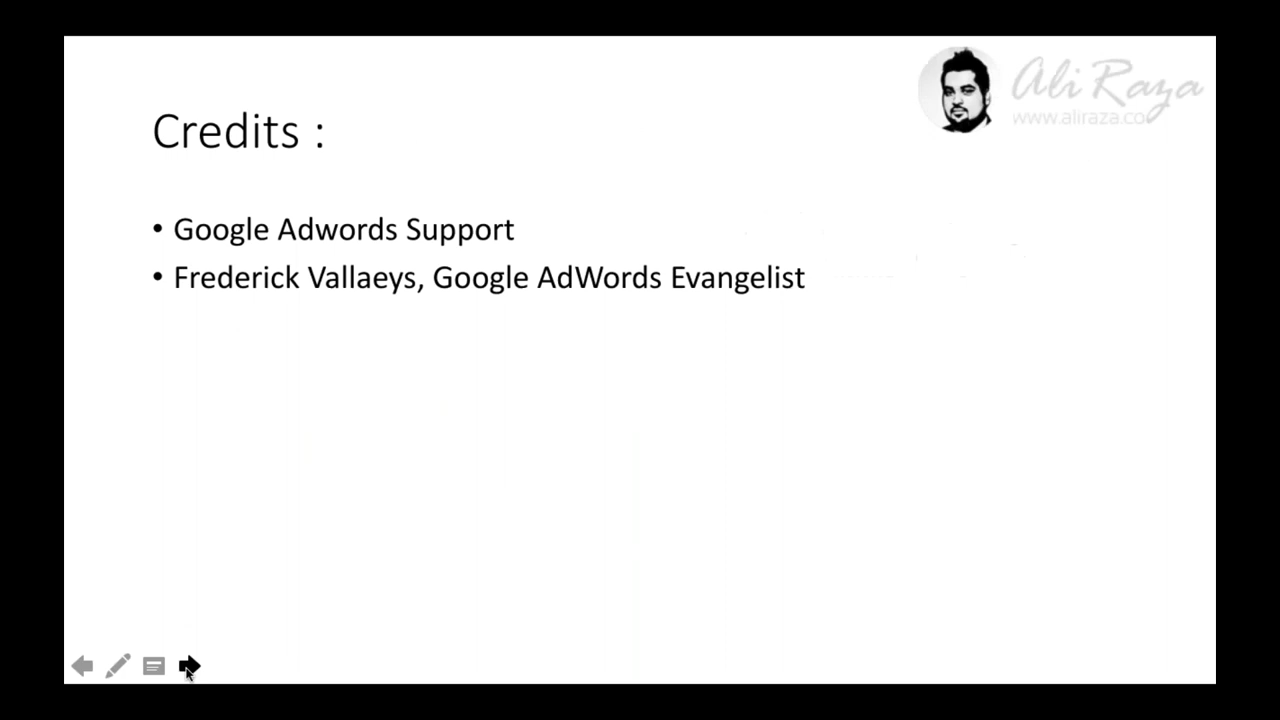 Ali Raza
www.aliraza.co
Credits :
• Google Adwords Support
• Frederick Vallaeys, Google AdWords Evangelist